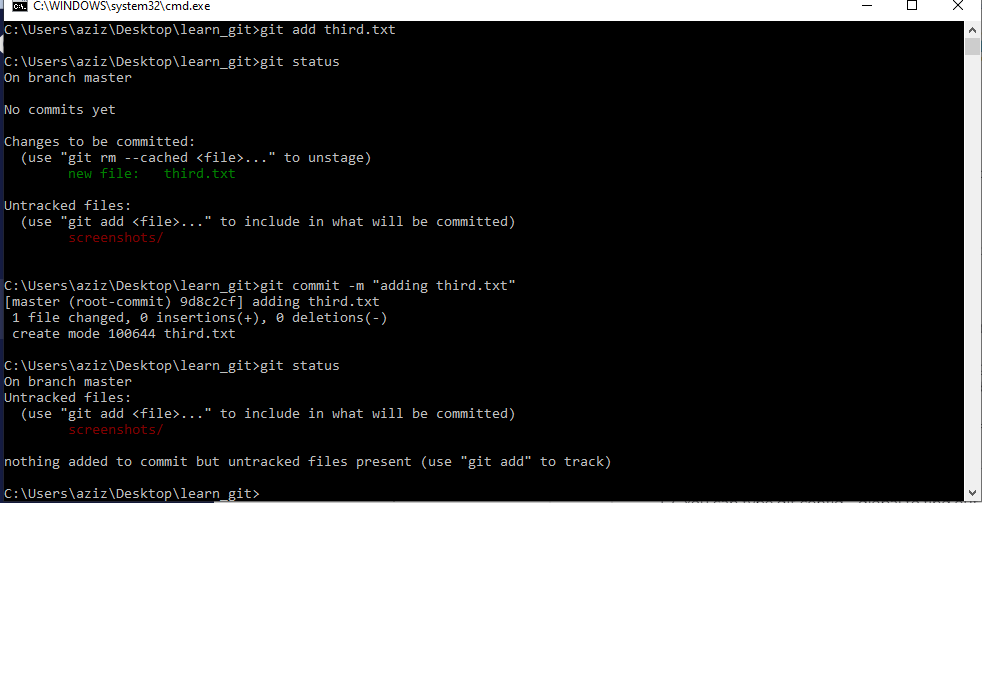 C:\WINDOWS\system32\cmd.exe
C:\Users\aziz\Desktop\learn_git>git add third.txt
C:\Users\aziz\Desktop\learn_git>git status
On branch master
No commits yet
Changes to be committed:
(use "git rm --cached <file>..." to unstage)
new file:   third.txt
Untracked files:
(use "git add <file>..." to include in what will be committed)
screenshots/
C:\Users\aziz\Desktop\learn_git>git commit -m "adding third.txt"
[master (root-commit) 9d8c2cf] adding third.txt
1 file changed, 0 insertions(+), 0 deletions(-)
create mode 100644 third.txt
C:\Users\aziz\Desktop\learn_git>git status
On branch master
Untracked files:
(use "git add <file>..." to include in what will be committed)
screenshots/
nothing added to commit but untracked files present (use "git add" to track)
C:\Users\aziz\Desktop\learn_git>